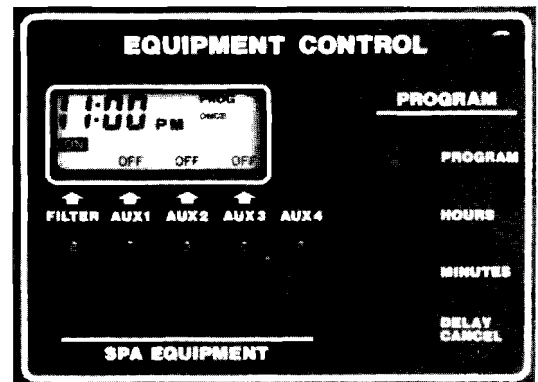 EQUIPMENT CONTROL
11:00 PM PROG
ONCE
ON OFF OFF OFF
PROGRAM
PROGRAM
FILTER AUX1 AUX2 AUX3 AUX4
HOURS
MINUTES
DELAY
CANCEL
SPA EQUIPMENT